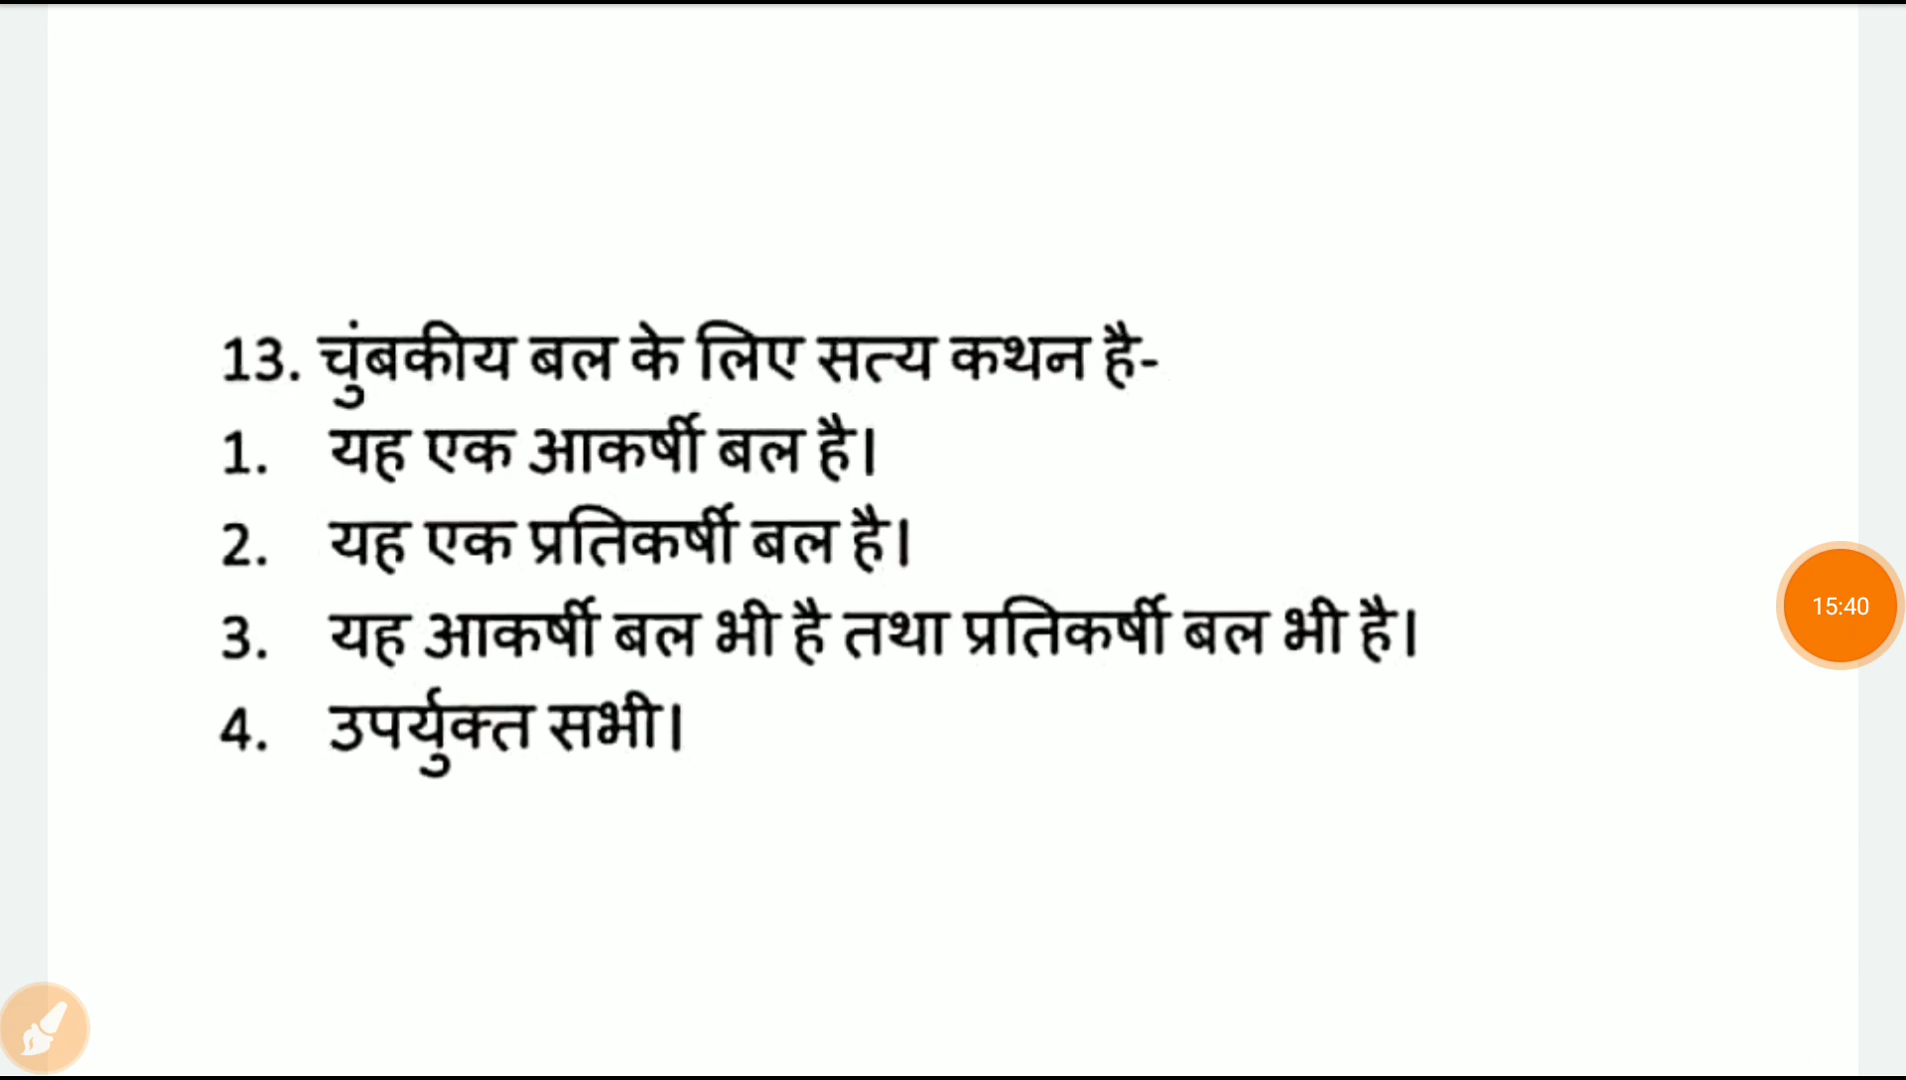 13. चुंबकीय बल के लिए सत्य कथन है-
1. यह एक आकर्षी बल है।
2. यह एक प्रतिकर्षी बल है।
3. यह आकर्षी बल भी है तथा प्रतिकर्षी बल भी है।
15:40
4. उपर्युक्त सभी।